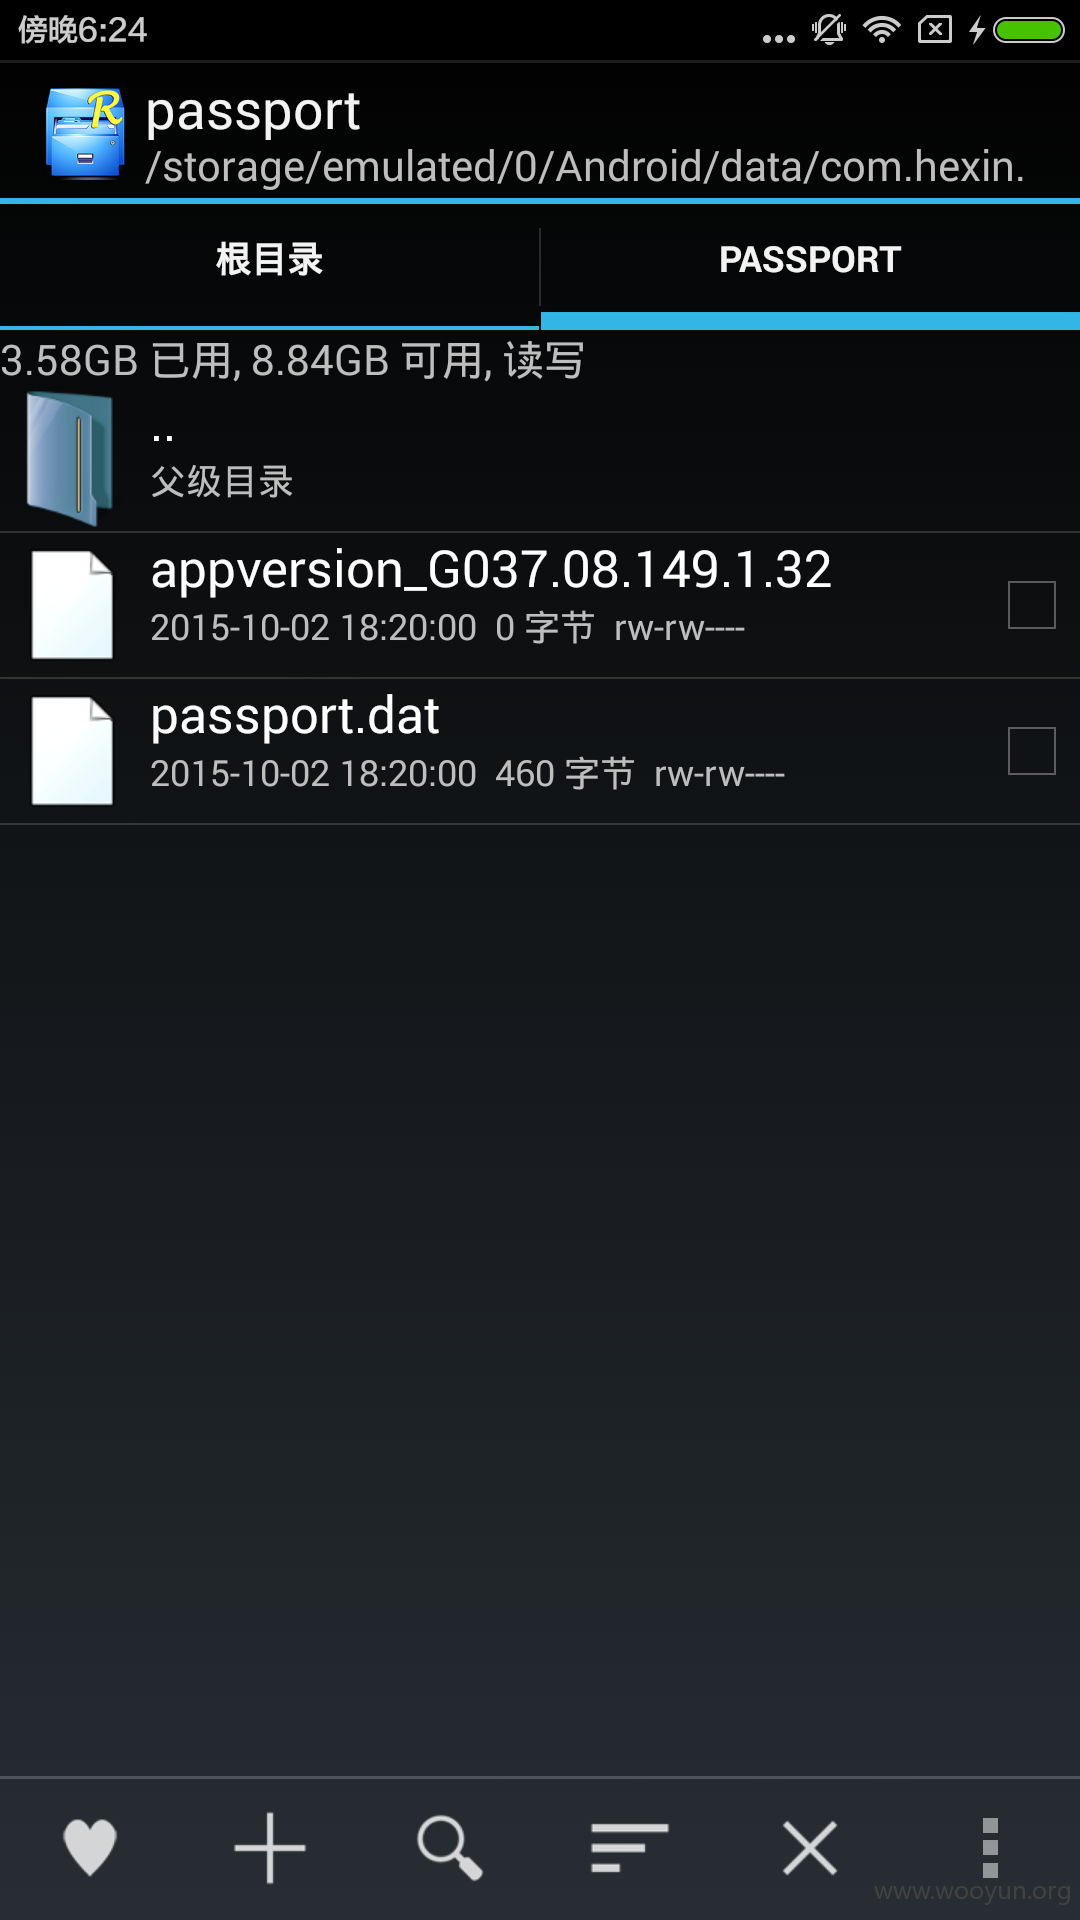 傍晚6:24
passport
/storage/emulated/0/Android/data/com.hexin.
根目录
PASSPORT
3.58GB 已用, 8.84GB 可用, 读写
..
父级目录
appversion_G037.08.149.1.32
2015-10-02 18:20:00 0 字节 rw-rw----
passport.dat
2015-10-02 18:20:00 460 字节 rw-rw----
www.wooyun.org